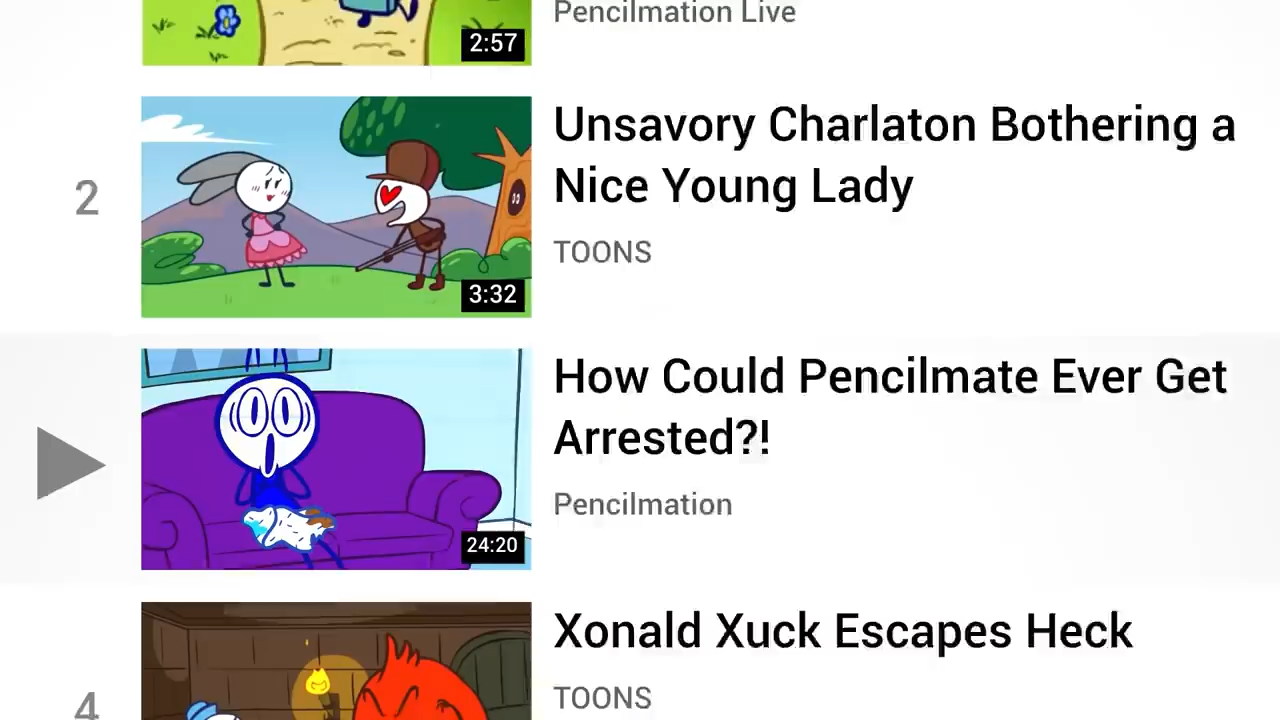 Pencilmation Live
2:57
2
Unsavory Charlaton Bothering a
Nice Young Lady
TOONS
3:32
How Could Pencilmate Ever Get
Arrested?!
Pencilmation
24:20
Xonald Xuck Escapes Heck
TOONS
4